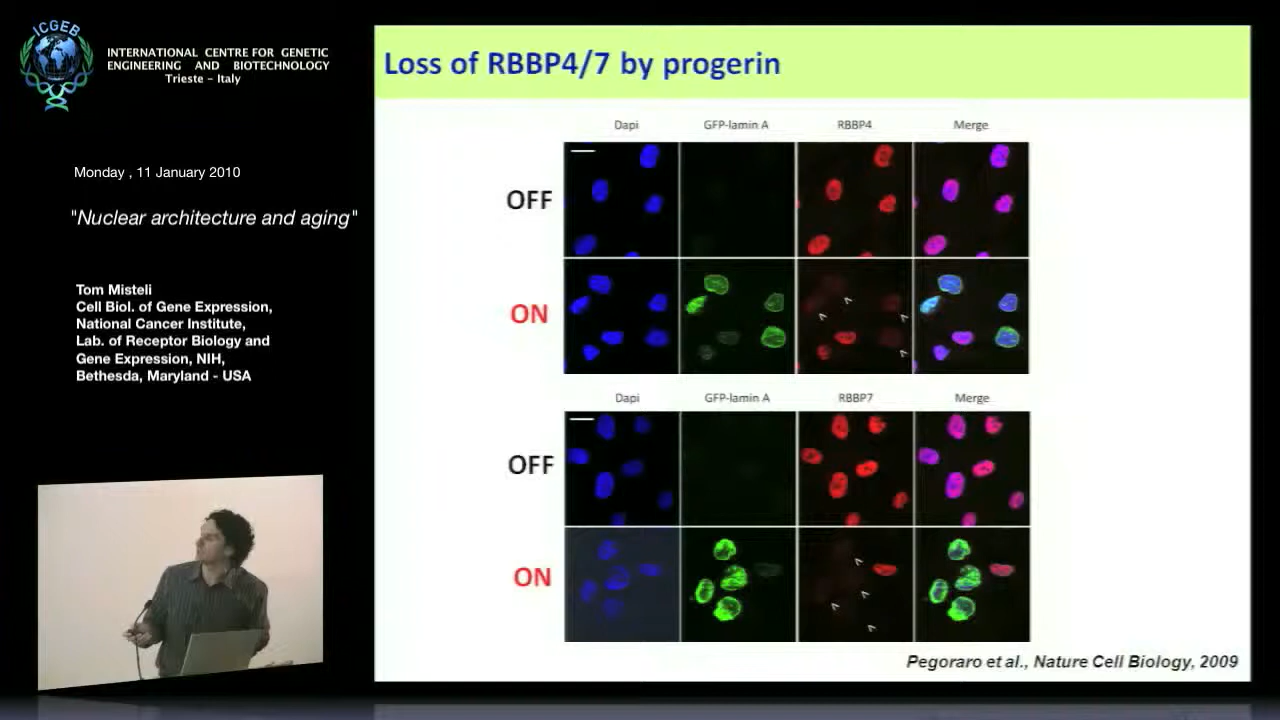 ICGEB
INTERNATIONAL CENTRE FOR GENETIC
ENGINEERING AND BIOTECHNOLOGY
Trieste - Italy
Monday , 11 January 2010
"Nuclear architecture and aging"
Tom Misteli
Cell Biol. of Gene Expression,
National Cancer Institute,
Lab. of Receptor Biology and
Gene Expression, NIH,
Bethesda, Maryland - USA
Loss of RBBP4/7 by progerin
Dapi GFP-lamin A RBBP4 Merge
OFF
ON
Dapi GFP-lamin A RBBP7 Merge
OFF
ON
Pegoraro et al., Nature Cell Biology, 2009